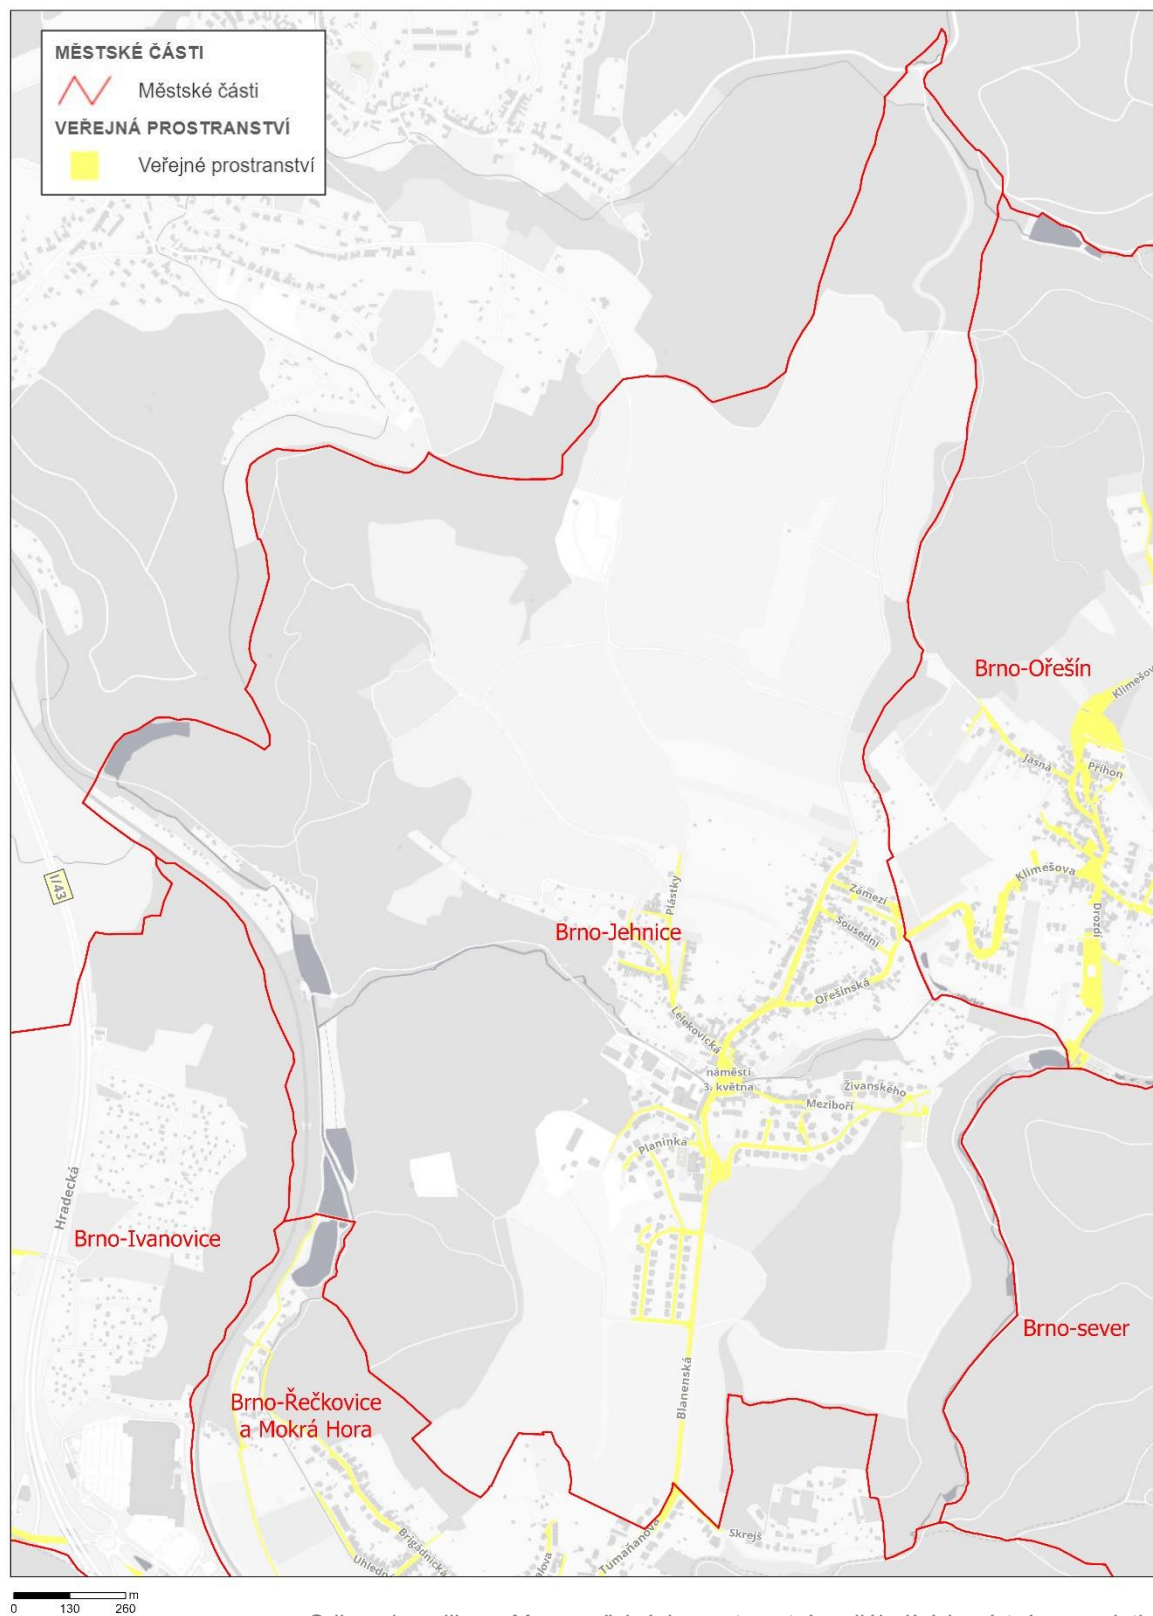 MĚSTSKÉ ČÁSTI
Městské části
VEŘEJNÁ PROSTRANSTVÍ
Veřejné prostranství
Brno-Ořešín
Klimešov
Jasná
Příhon
Klimešova
Drozdí
I/43
Plástky
Zámezí
Sousední
Brno-Jehnice
Ořešínská
Lelekovická
náměstí
3. května
Živanského
Meziboří
Planinka
Hradecká
Brno-Ivanovice
Brno-sever
Blanenská
Brno-Řečkovice
a Mokrá Hora
Brigádnická
Úhledná
Tumaňanova
Skrejš
0 130 260 m